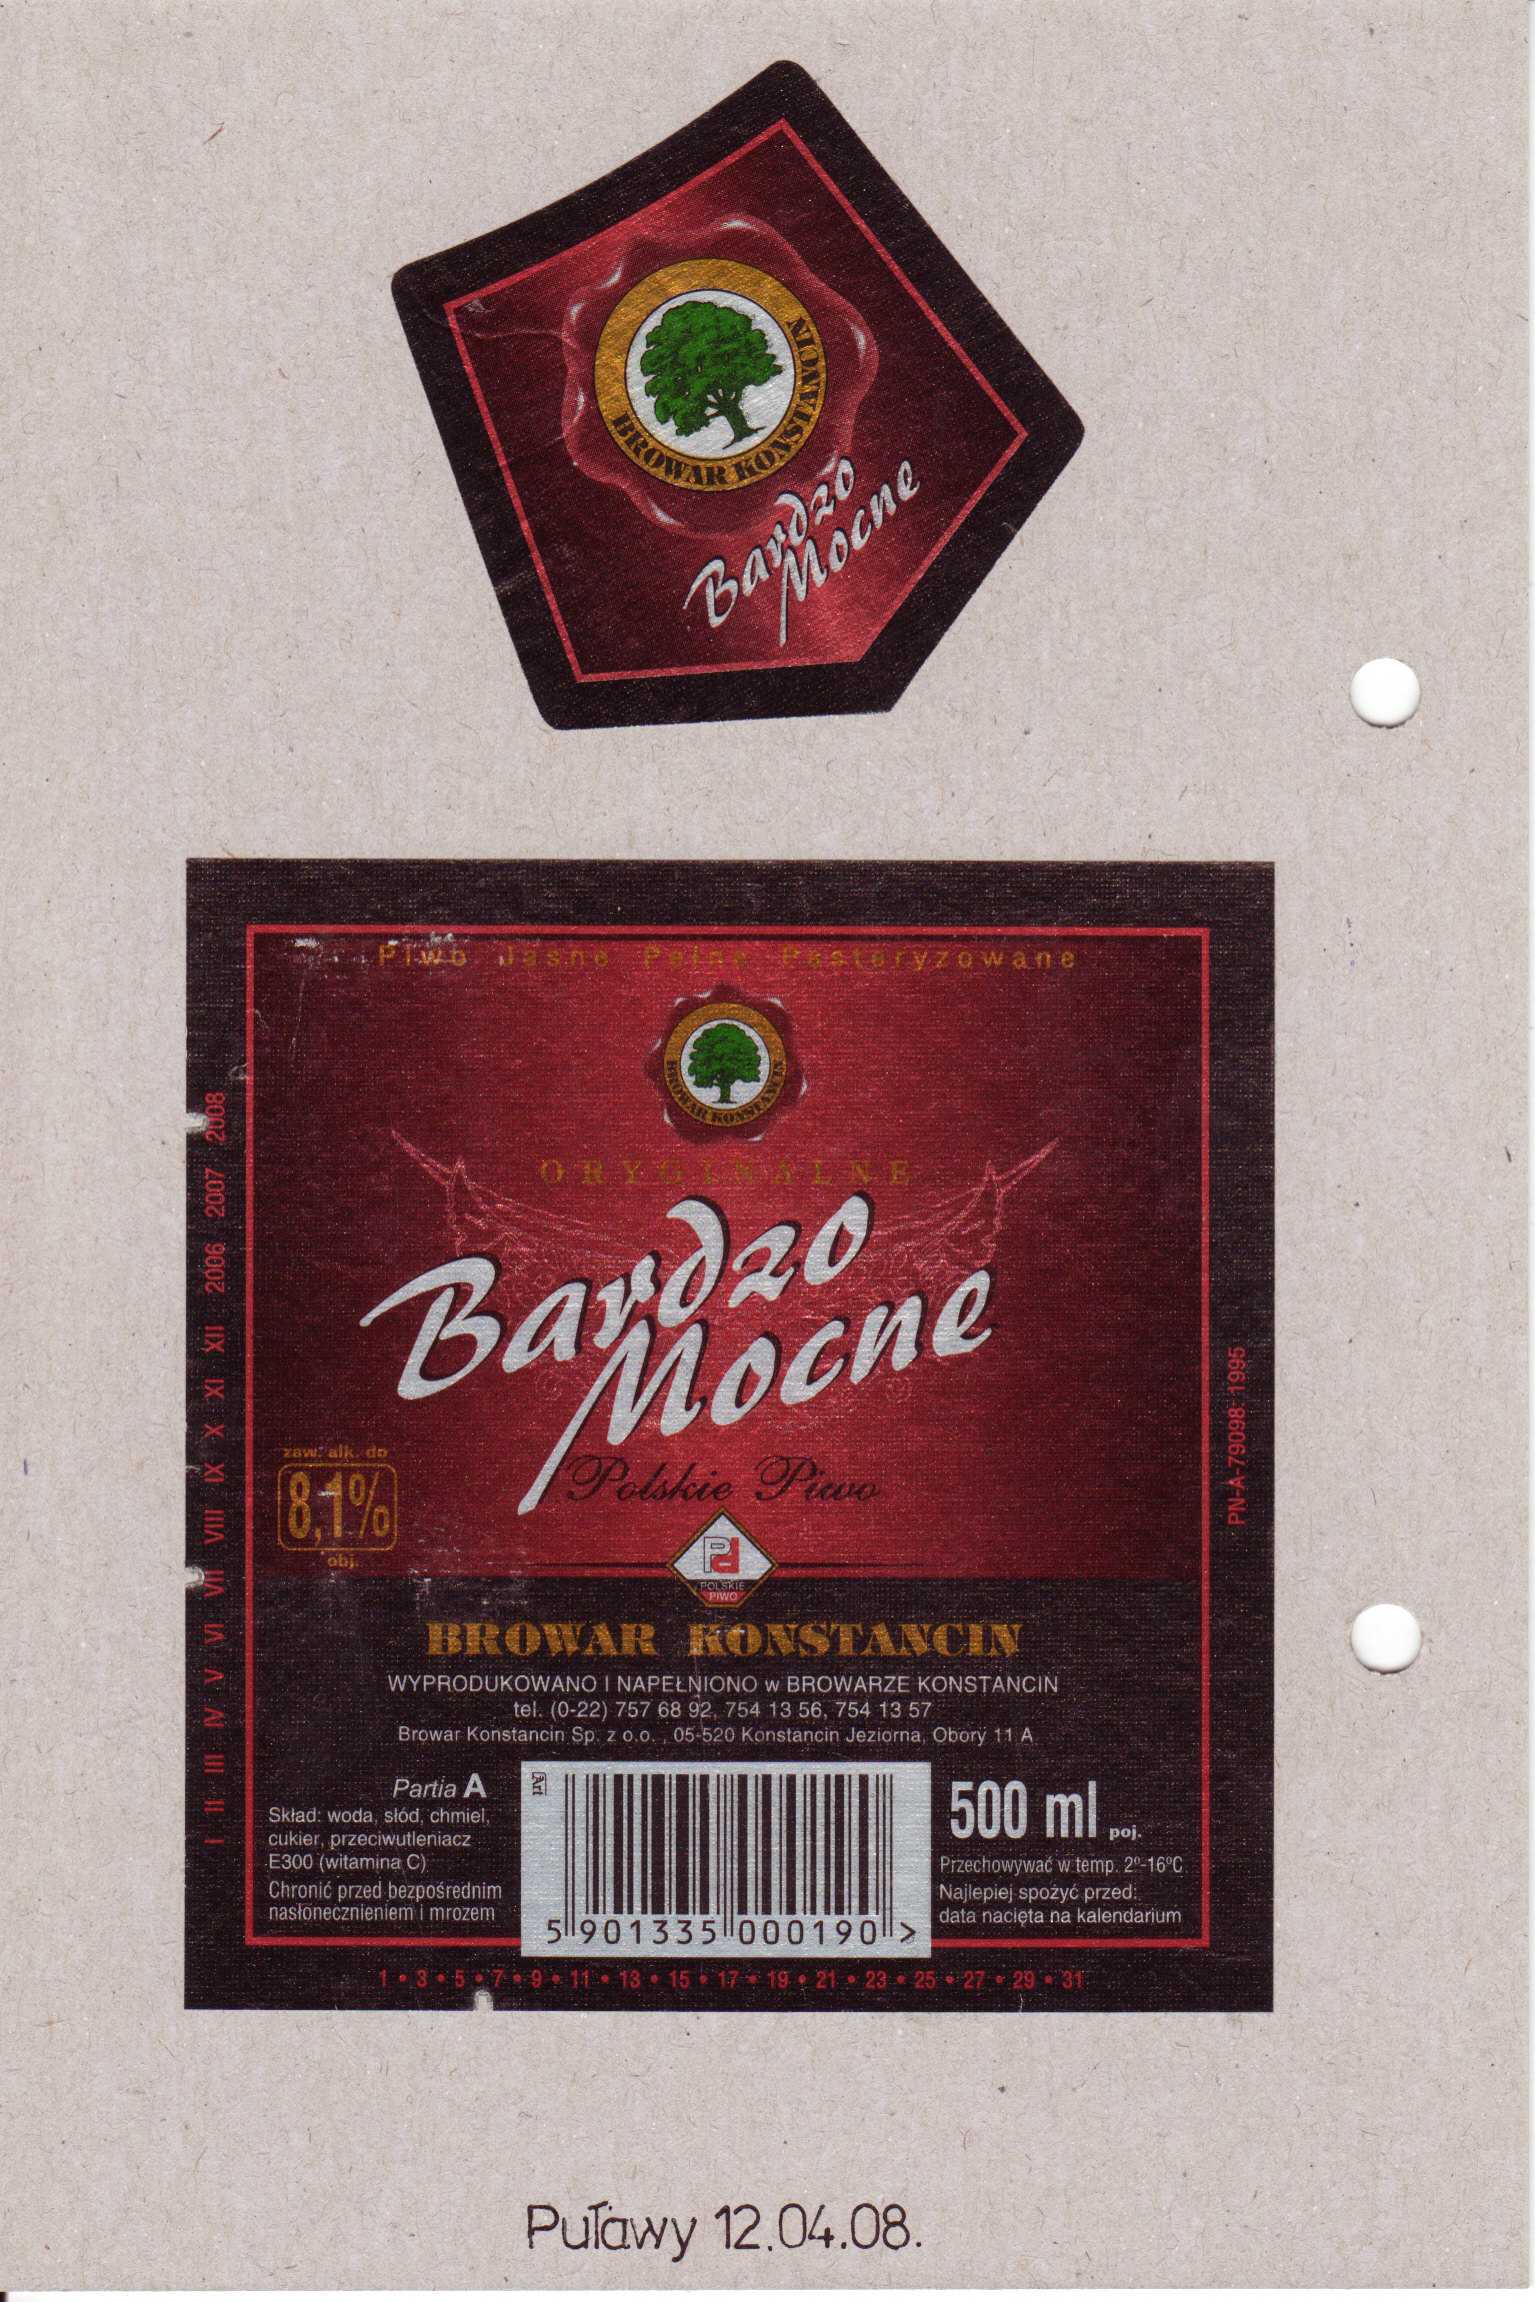 BROWAR KONSTANCIN
Bardzo
Mocne
Piwo Jasne Pełne Pasteryzowane
BROWAR KONSTANCIN
ORYGINALNE
Bardzo
Mocne
Polskie Piwo
zaw. alk. do
8,1%
obj.
PP
POLSKIE
PIWO
BROWAR KONSTANCIN
WYPRODUKOWANO I NAPEŁNIONO w BROWARZE KONSTANCIN
tel. (0-22) 757 68 92, 754 13 56, 754 13 57
Browar Konstancin Sp. z o.o. , 05-520 Konstancin Jeziorna, Obory 11 A
Partia A
Skład: woda, słód, chmiel,
cukier, przeciwutleniacz
E300 (witamina C)
Chronić przed bezpośrednim
nasłonecznieniem i mrozem
Art
5 901335 000190 >
500 ml poj.
Przechowywać w temp. 2º-16ºC
Najlepiej spożyć przed:
data nacięta na kalendarium
I II III IV V VI VII VIII IX X XI XII 2006 2007 2008
PN-A-79098: 1995
1 • 3 • 5 • 7 • 9 • 11 • 13 • 15 • 17 • 19 • 21 • 23 • 25 • 27 • 29 • 31
Puławy 12.04.08.